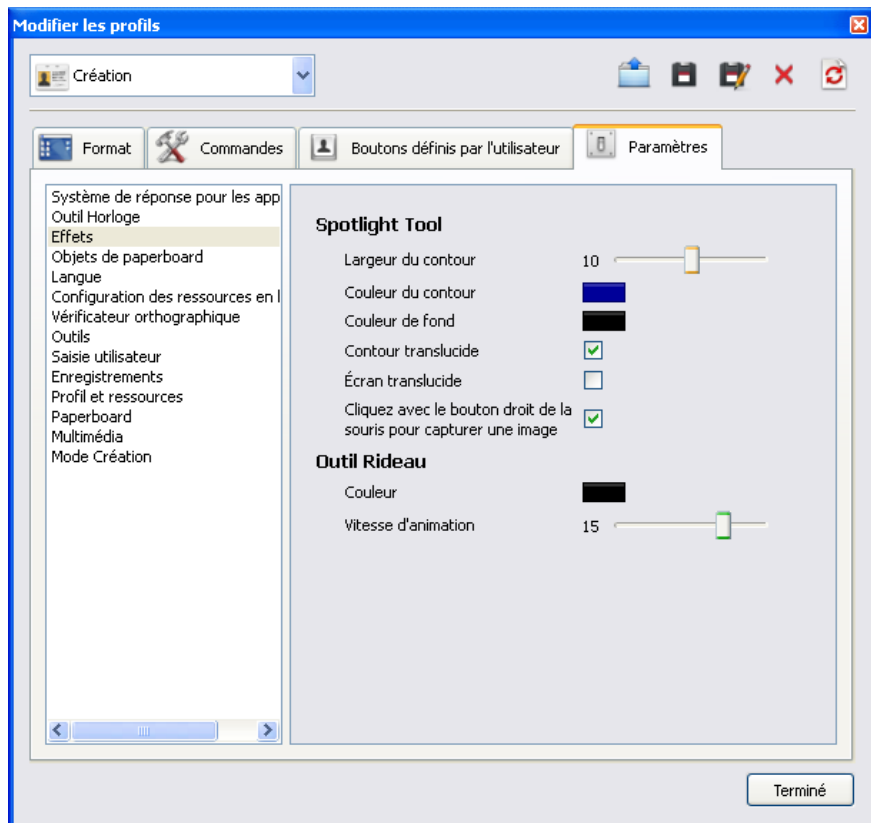 Modifier les profils
Création
Format
Commandes
Boutons définis par l'utilisateur
Paramètres
Système de réponse pour les app
Outil Horloge
Effets
Objets de paperboard
Langue
Configuration des ressources en l
Vérificateur orthographique
Outils
Saisie utilisateur
Enregistrements
Profil et ressources
Paperboard
Multimédia
Mode Création
Spotlight Tool
Largeur du contour 10
Couleur du contour
Couleur de fond
Contour translucide
Écran translucide
Cliquez avec le bouton droit de la
souris pour capturer une image
Outil Rideau
Couleur
Vitesse d'animation 15
Terminé